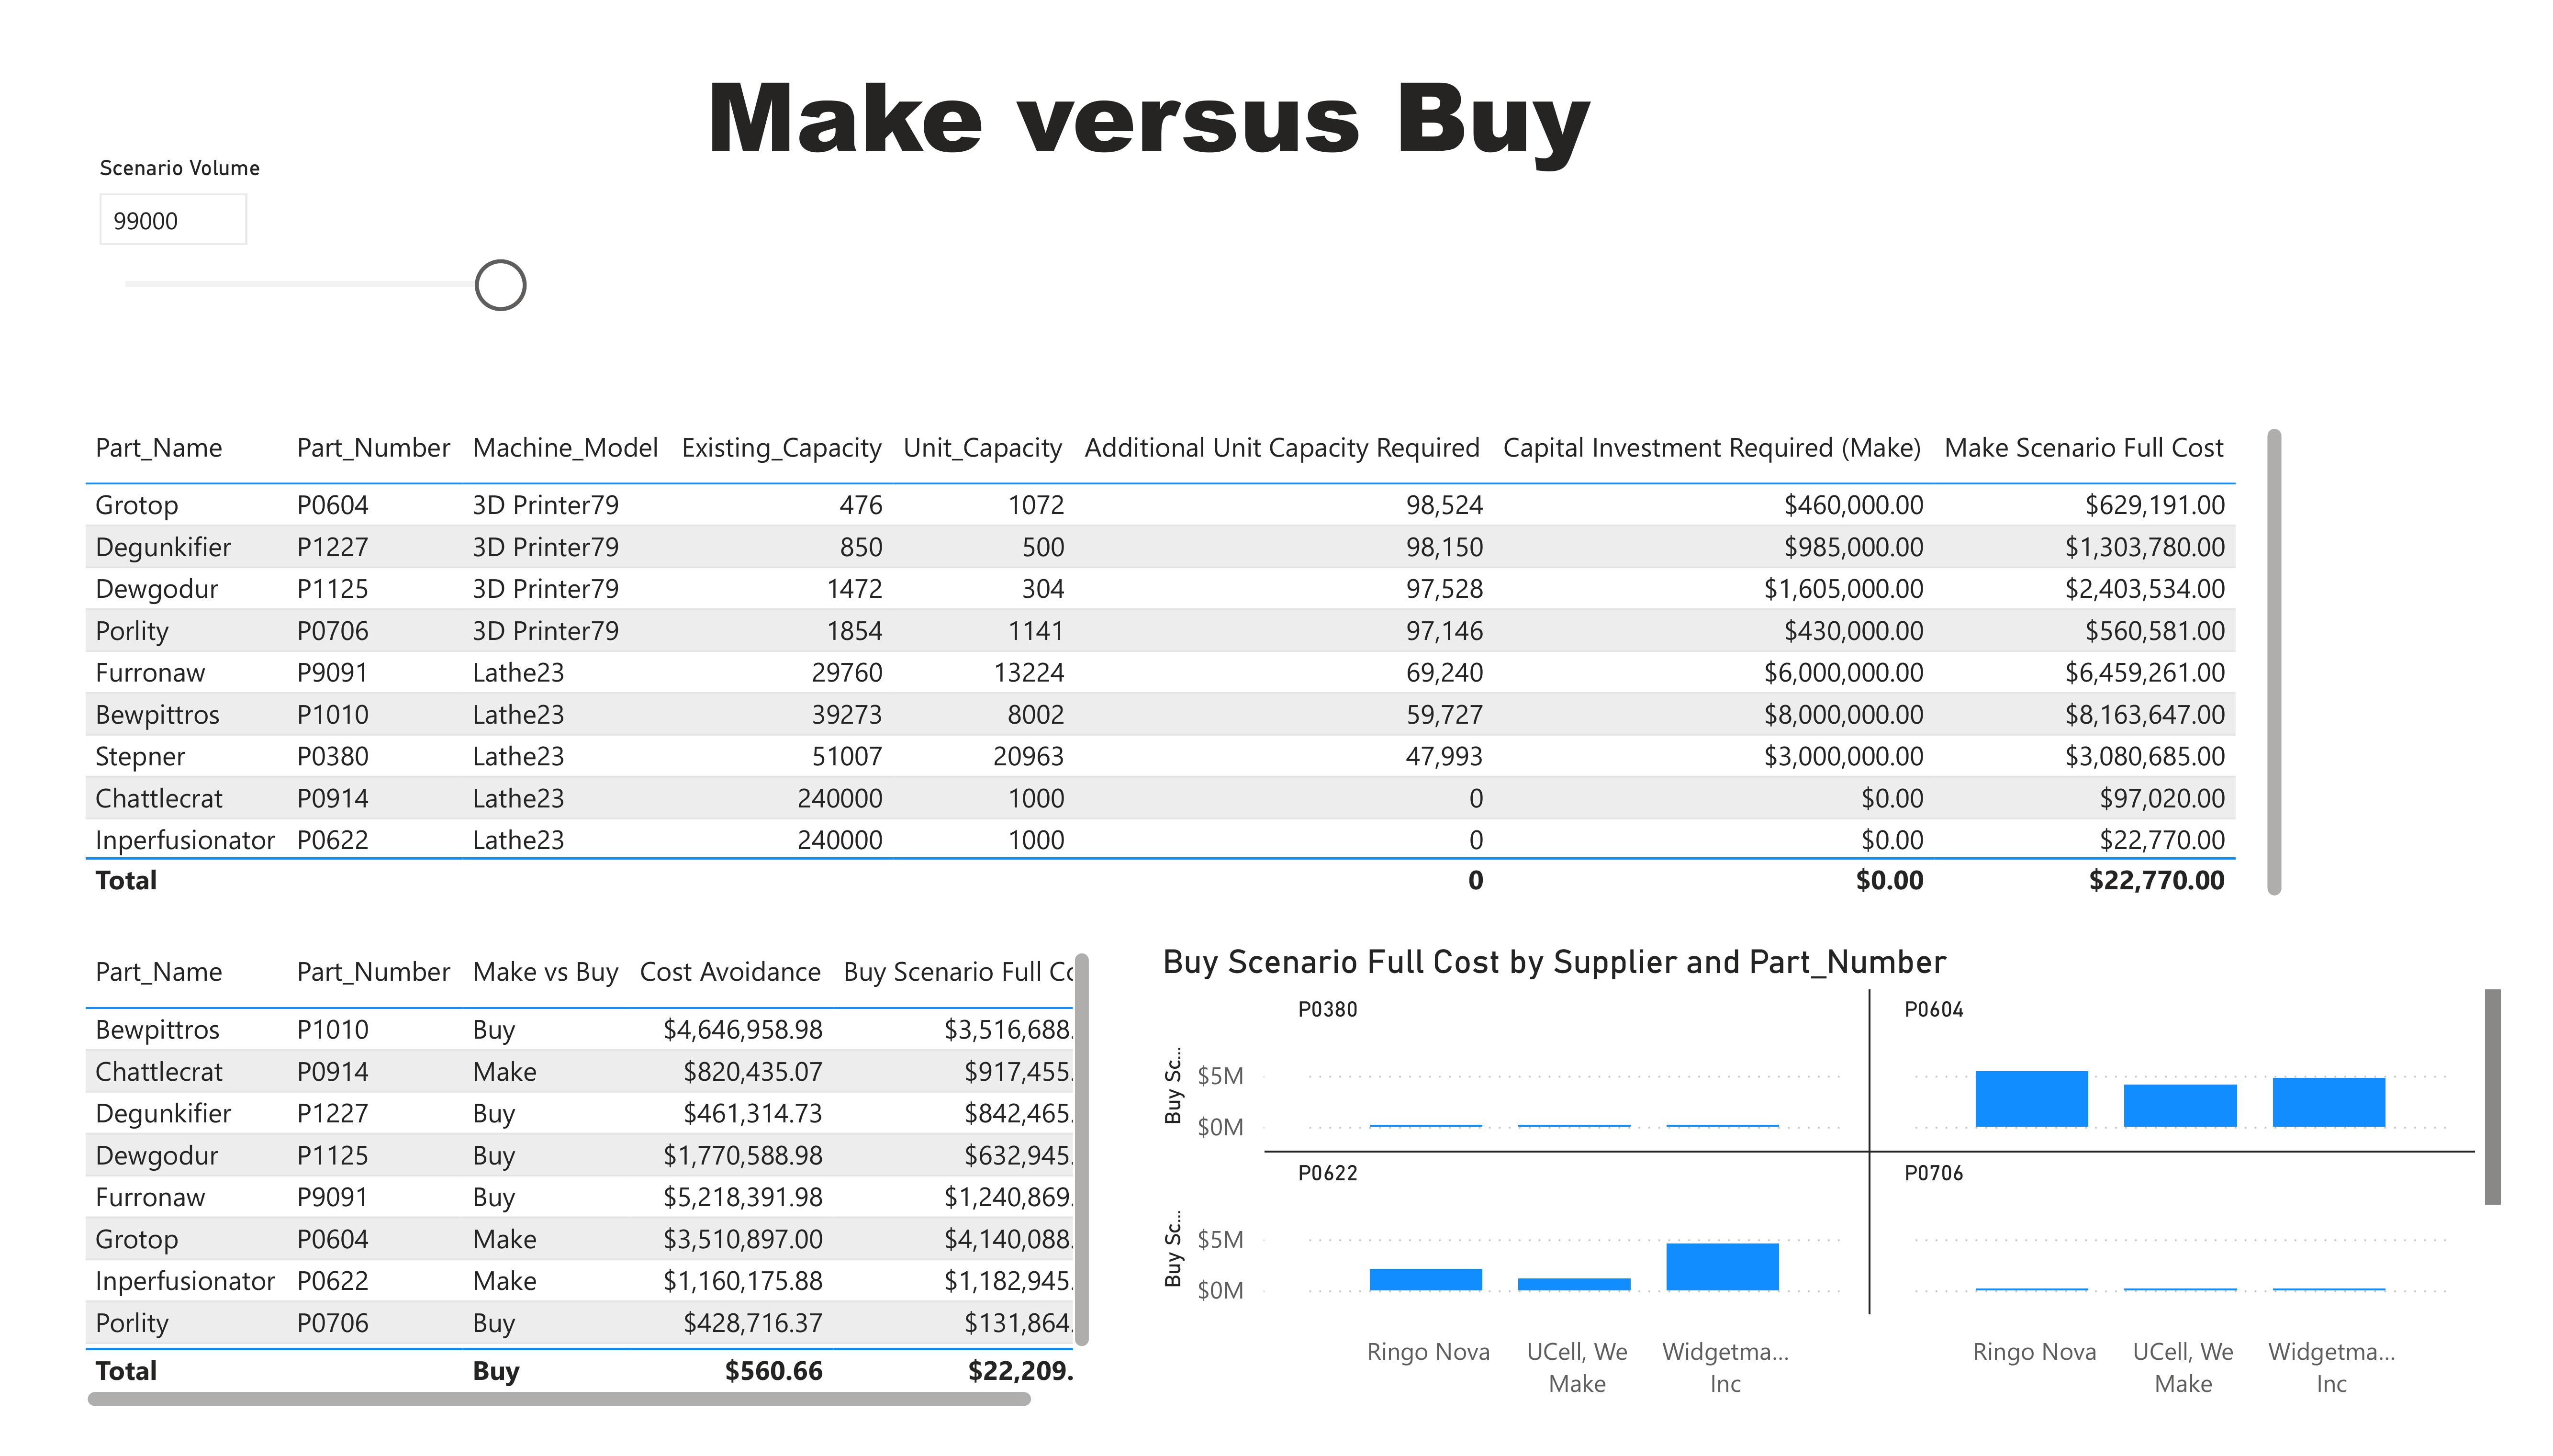 Make versus Buy
Scenario Volume
99000
Part_Name Part_Number Machine_Model Existing_Capacity Unit_Capacity Additional Unit Capacity Required Capital Investment Required (Make) Make Scenario Full Cost
Grotop P0604 3D Printer79 476 1072 98,524 $460,000.00 $629,191.00
Degunkifier P1227 3D Printer79 850 500 98,150 $985,000.00 $1,303,780.00
Dewgodur P1125 3D Printer79 1472 304 97,528 $1,605,000.00 $2,403,534.00
Porlity P0706 3D Printer79 1854 1141 97,146 $430,000.00 $560,581.00
Furronaw P9091 Lathe23 29760 13224 69,240 $6,000,000.00 $6,459,261.00
Bewpittros P1010 Lathe23 39273 8002 59,727 $8,000,000.00 $8,163,647.00
Stepner P0380 Lathe23 51007 20963 47,993 $3,000,000.00 $3,080,685.00
Chattlecrat P0914 Lathe23 240000 1000 0 $0.00 $97,020.00
Inperfusionator P0622 Lathe23 240000 1000 0 $0.00 $22,770.00
Total 0 $0.00 $22,770.00
Part_Name Part_Number Make vs Buy Cost Avoidance Buy Scenario Full Co
Bewpittros P1010 Buy $4,646,958.98 $3,516,688.
Chattlecrat P0914 Make $820,435.07 $917,455.
Degunkifier P1227 Buy $461,314.73 $842,465.
Dewgodur P1125 Buy $1,770,588.98 $632,945.
Furronaw P9091 Buy $5,218,391.98 $1,240,869.
Grotop P0604 Make $3,510,897.00 $4,140,088.
Inperfusionator P0622 Make $1,160,175.88 $1,182,945.
Porlity P0706 Buy $428,716.37 $131,864.
Total Buy $560.66 $22,209.
Buy Scenario Full Cost by Supplier and Part_Number
P0380 P0604
Buy Sc...
$5M
$0M
P0622 P0706
Buy Sc...
$5M
$0M
Ringo Nova UCell, We Widgetma... Ringo Nova UCell, We Widgetma...
Make Inc Make Inc